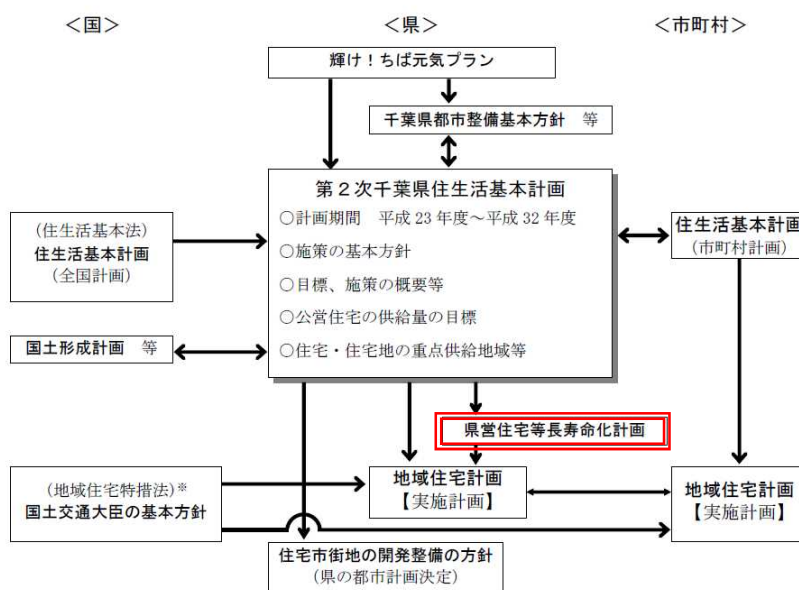 ＜国＞
＜県＞
＜市町村＞
輝け！ちば元気プラン
千葉県都市整備基本方針　等
第２次千葉県住生活基本計画
○計画期間　平成 23 年度～平成 32 年度
○施策の基本方針
○目標、施策の概要等
○公営住宅の供給量の目標
○住宅・住宅地の重点供給地域等
（住生活基本法）
住生活基本計画
（全国計画）
住生活基本計画
（市町村計画）
国土形成計画　等
県営住宅等長寿命化計画
（地域住宅特措法）※
国土交通大臣の基本方針
地域住宅計画
【実施計画】
地域住宅計画
【実施計画】
住宅市街地の開発整備の方針
（県の都市計画決定）